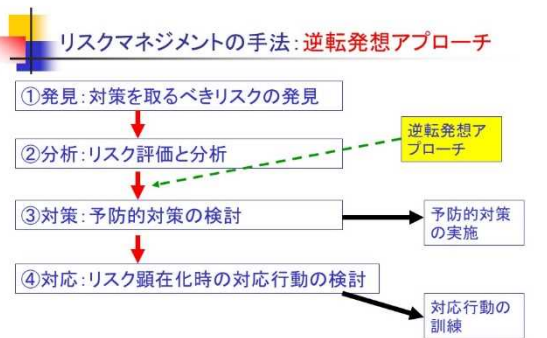 リスクマネジメントの手法:逆転発想アプローチ
①発見:対策を取るべきリスクの発見
逆転発想ア
プローチ
②分析:リスク評価と分析
③対策:予防的対策の検討
予防的対策
の実施
④対応:リスク顕在化時の対応行動の検討
対応行動の
訓練